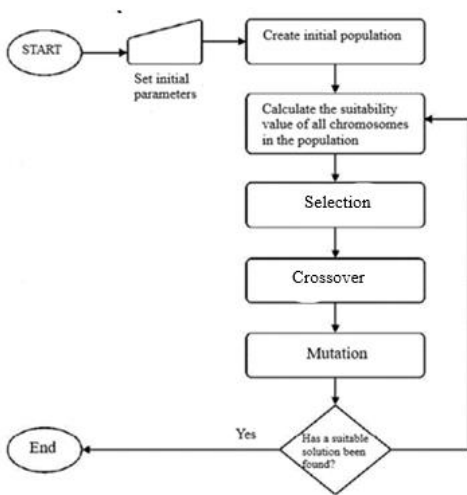 START
Set initial
parameters
Create initial population
Calculate the suitability
value of all chromosomes
in the population
Selection
Crossover
Mutation
Has a suitable
solution been
found?
Yes
End